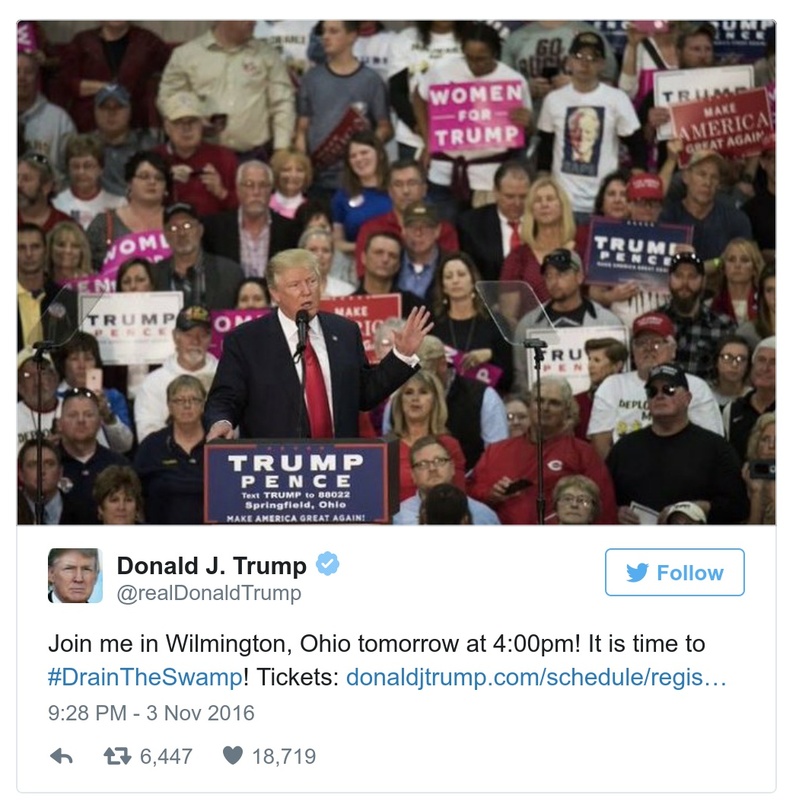 WOMEN
FOR
TRUMP
TRUMP
MAKE
AMERICA
GREAT AGAIN!
TRUMP
PENCE
TRUMP
PENCE
MAKE
TRU
PEN
C
TRUMP
PENCE
Text TRUMP to 88022
Springfield, Ohio
MAKE AMERICA GREAT AGAIN!
Donald J. Trump
@realDonaldTrump
Follow
Join me in Wilmington, Ohio tomorrow at 4:00pm! It is time to
#DrainTheSwamp! Tickets: donaldjtrump.com/schedule/regis…
9:28 PM - 3 Nov 2016
6,447 18,719